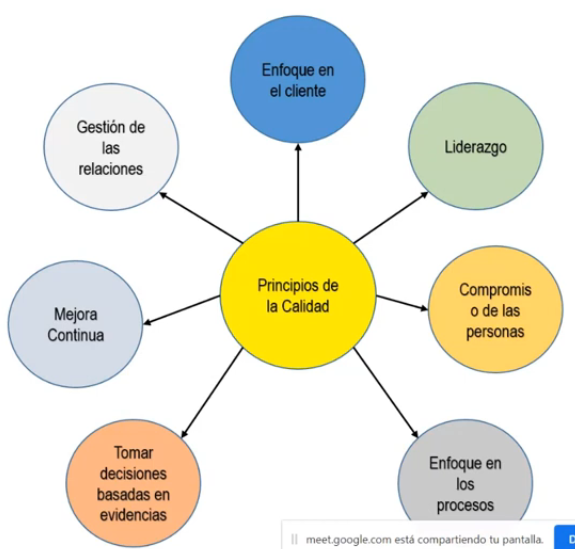 Enfoque en
el cliente
Gestión de
las
relaciones
Liderazgo
Principios de
la Calidad
Compromis
o de las
personas
Mejora
Continua
Tomar
decisiones
basadas en
evidencias
Enfoque en
los
procesos
meet.google.com está compartiendo tu pantalla.